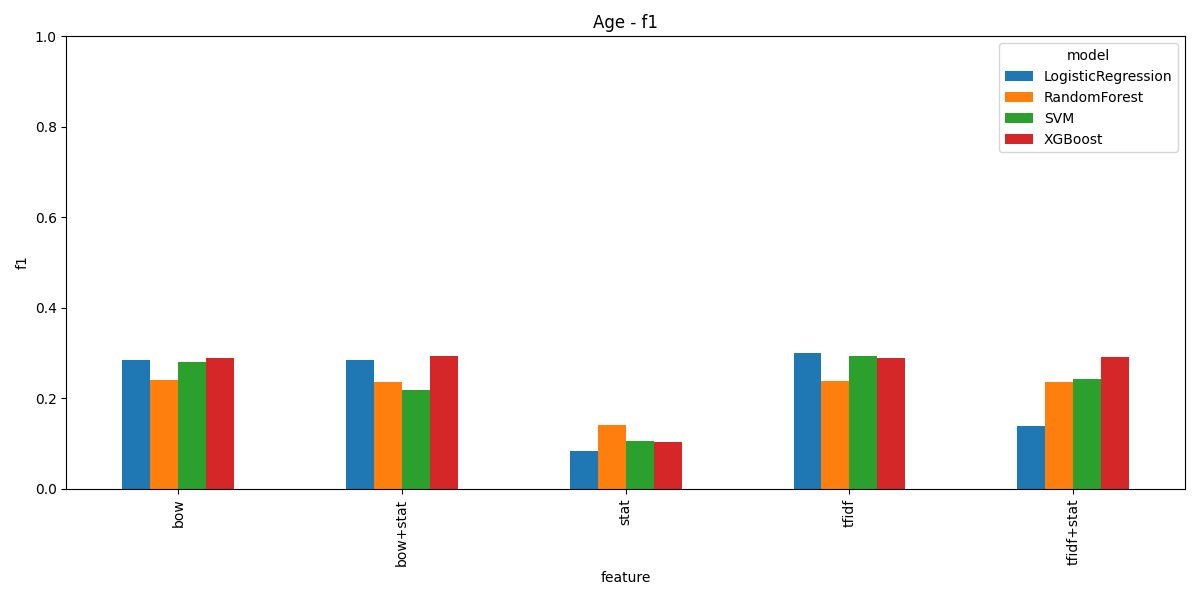 Age - f1
1.0
0.8
0.6
0.4
0.2
0.0
f1
model
LogisticRegression
RandomForest
SVM
XGBoost
bow
bow+stat
stat
tfidf
tfidf+stat
feature